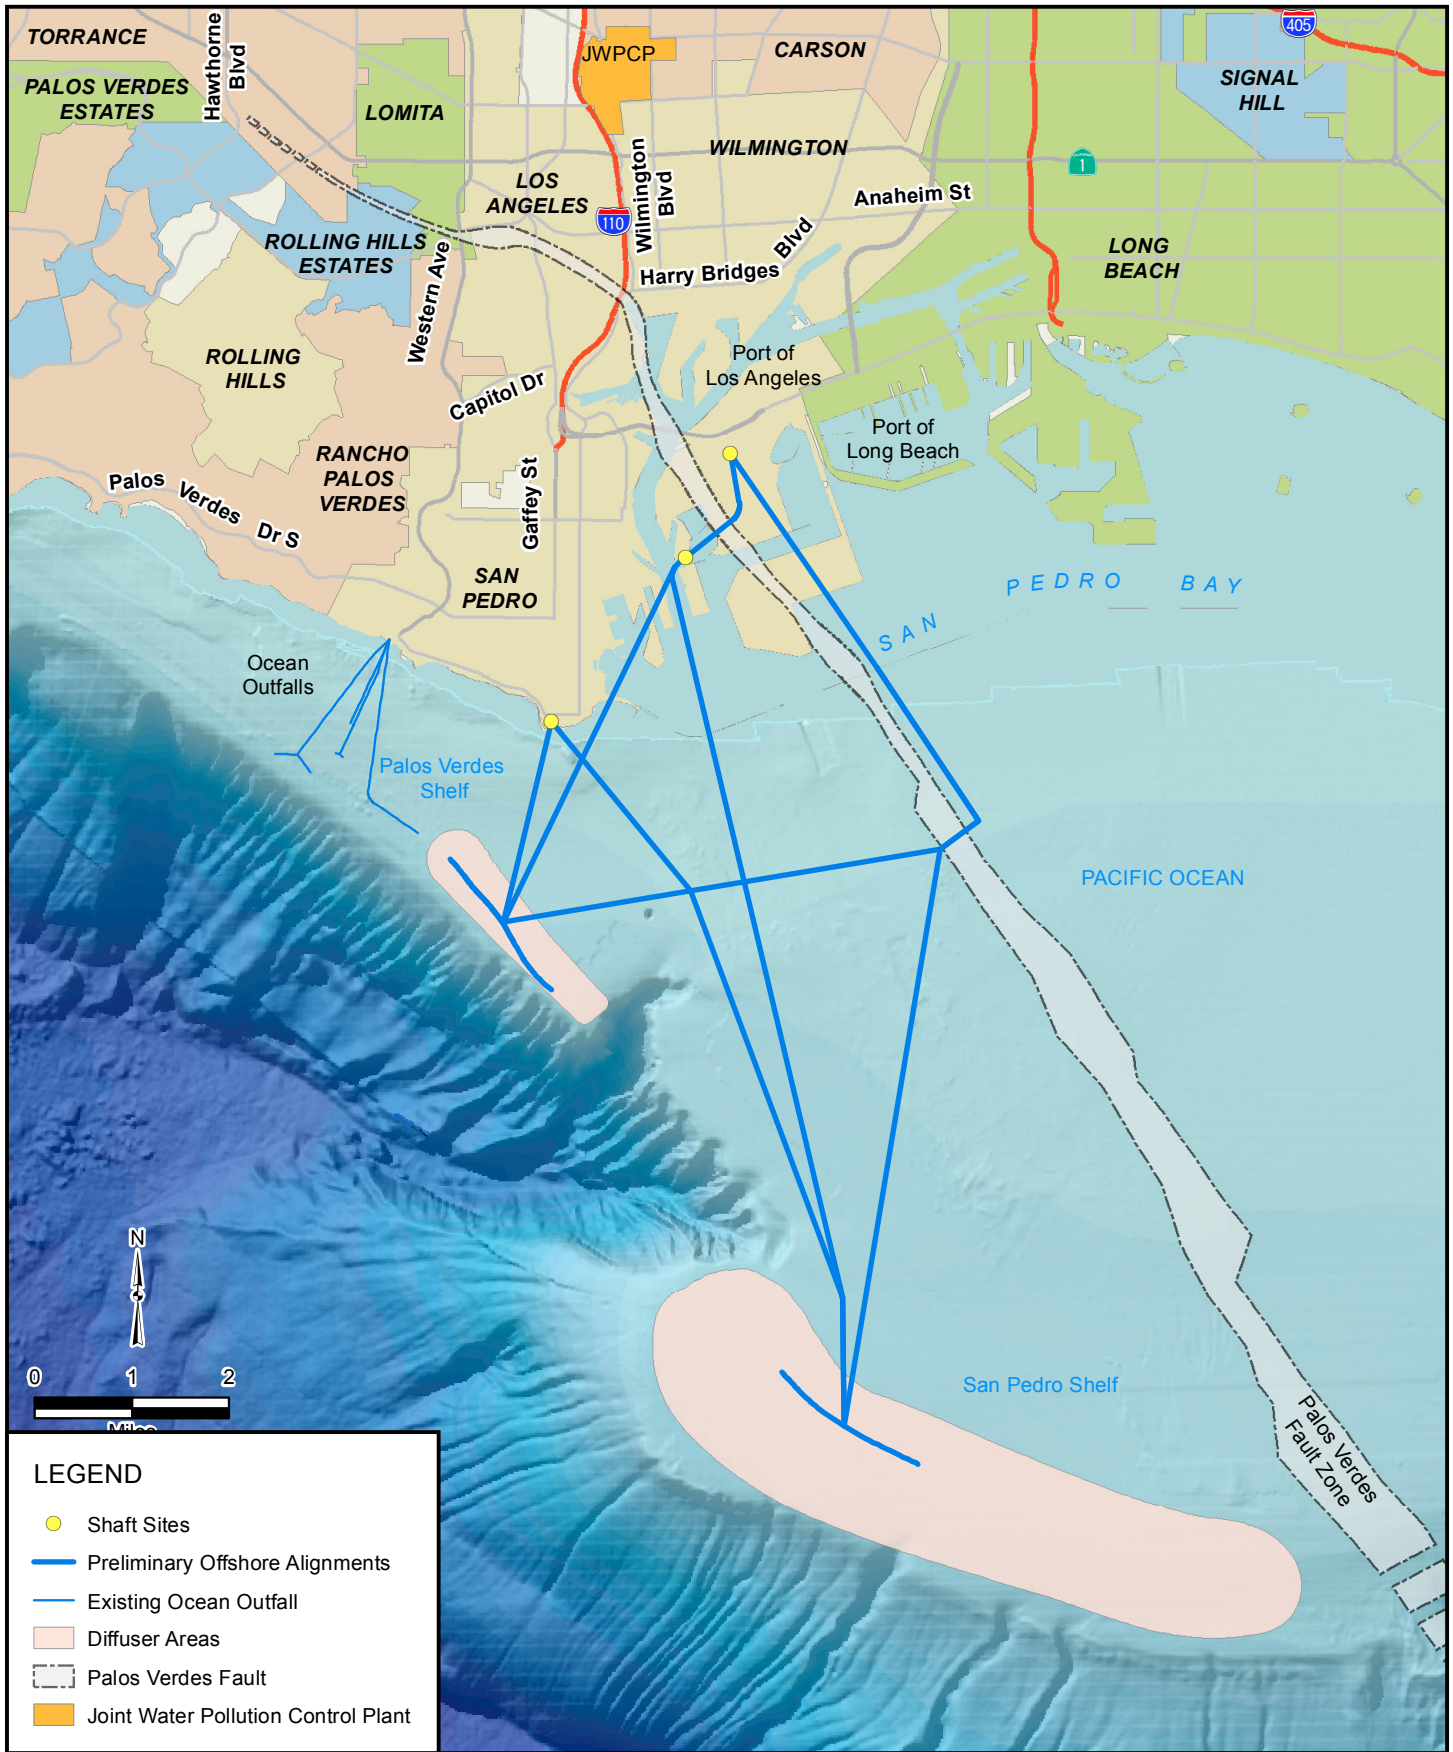 TORRANCE
Hawthorne
Blvd
JWPCP
CARSON
405
PALOS VERDES
ESTATES
LOMITA
SIGNAL
HILL
WILMINGTON
1
LOS
ANGELES
Wilmington
Blvd
Anaheim St
110
ROLLING HILLS
ESTATES
Western Ave
Harry Bridges
Blvd
LONG
BEACH
ROLLING
HILLS
Port of
Los Angeles
Capitol Dr
Port of
Long Beach
RANCHO
PALOS
VERDES
Palos Verdes Dr S
Gaffey St
SAN
PEDRO
SAN PEDRO BAY
Ocean
Outfalls
Palos Verdes
Shelf
PACIFIC OCEAN
N
0 1 2
Miles
San Pedro Shelf
Palos Verdes
Fault Zone
LEGEND
Shaft Sites
Preliminary Offshore Alignments
Existing Ocean Outfall
Diffuser Areas
Palos Verdes Fault
Joint Water Pollution Control Plant